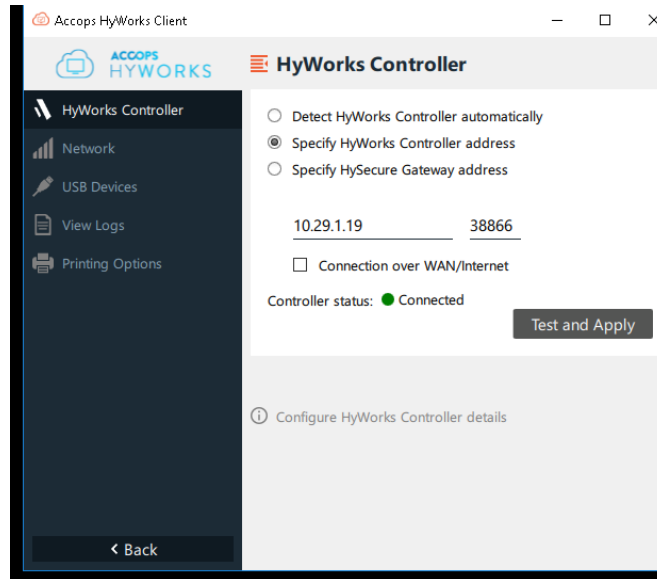 Accops HyWorks Client
ACCOPS
HYWORKS
HyWorks Controller
HyWorks Controller
Network
USB Devices
View Logs
Printing Options
Detect HyWorks Controller automatically
Specify HyWorks Controller address
Specify HySecure Gateway address
10.29.1.19 38866
Connection over WAN/Internet
Controller status: Connected
Test and Apply
Configure HyWorks Controller details
Back